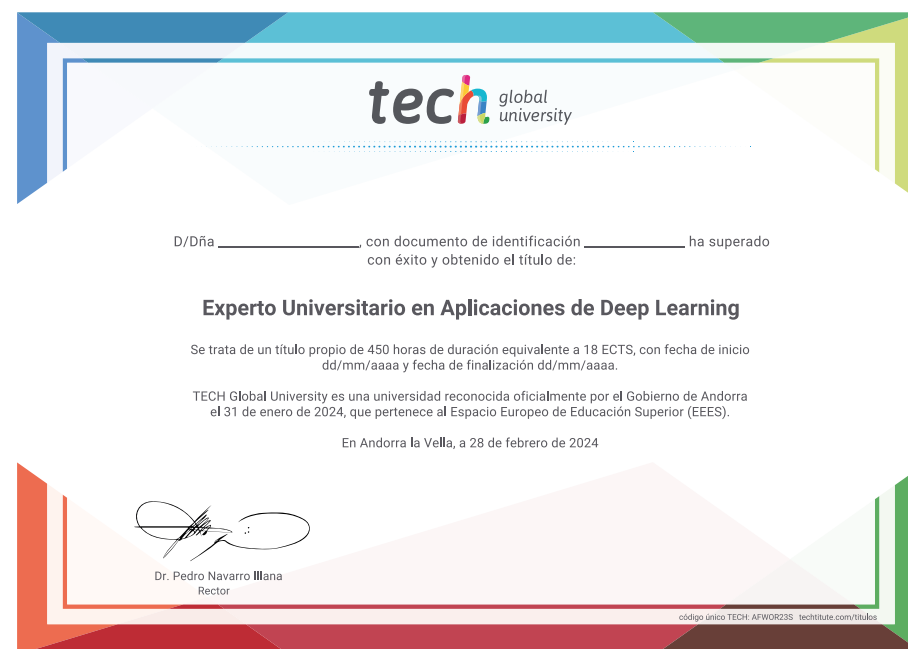 tech global university
D/Dña ____________________, con documento de identificación ______________ ha superado
con éxito y obtenido el título de:
Experto Universitario en Aplicaciones de Deep Learning
Se trata de un título propio de 450 horas de duración equivalente a 18 ECTS, con fecha de inicio
dd/mm/aaaa y fecha de finalización dd/mm/aaaa.
TECH Global University es una universidad reconocida oficialmente por el Gobierno de Andorra
el 31 de enero de 2024, que pertenece al Espacio Europeo de Educación Superior (EEES).
En Andorra la Vella, a 28 de febrero de 2024
Dr. Pedro Navarro Illana
Rector
código único TECH: AFWOR23S techtitute.com/titulos